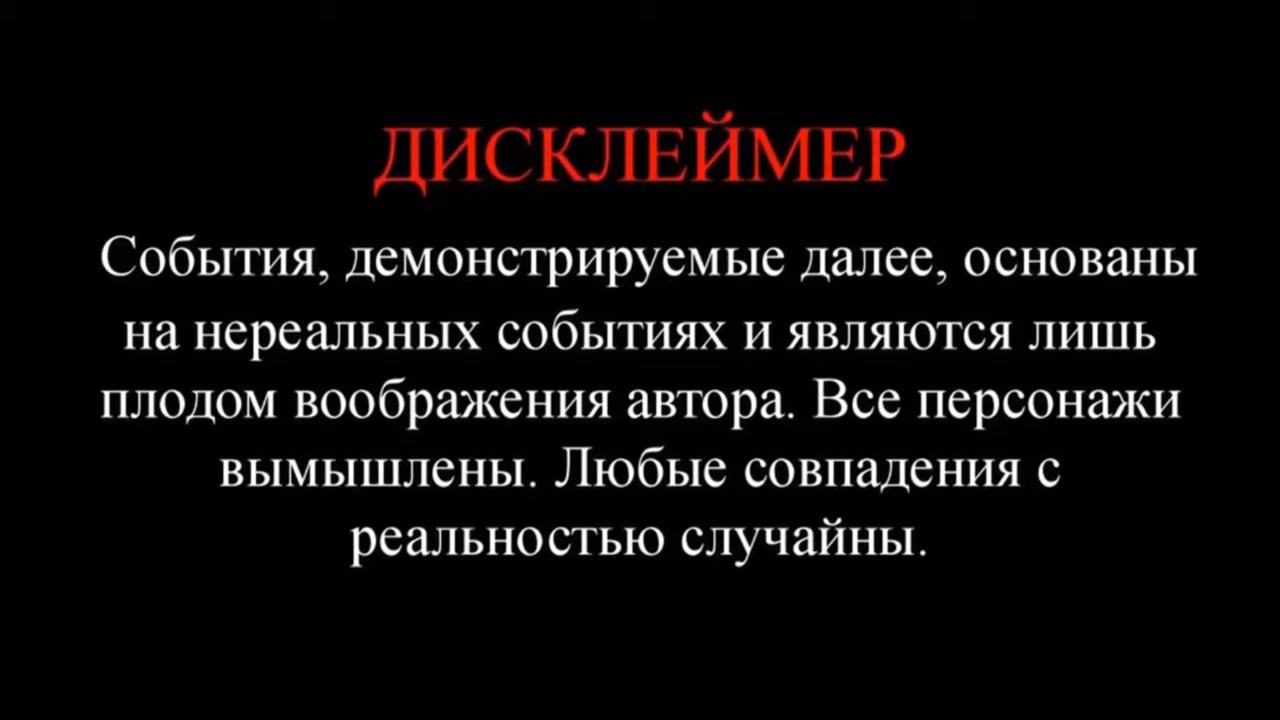 ДИСКЛЕЙМЕР
События, демонстрируемые далее, основаны
на нереальных событиях и являются лишь
плодом воображения автора. Все персонажи
вымышлены. Любые совпадения с
реальностью случайны.